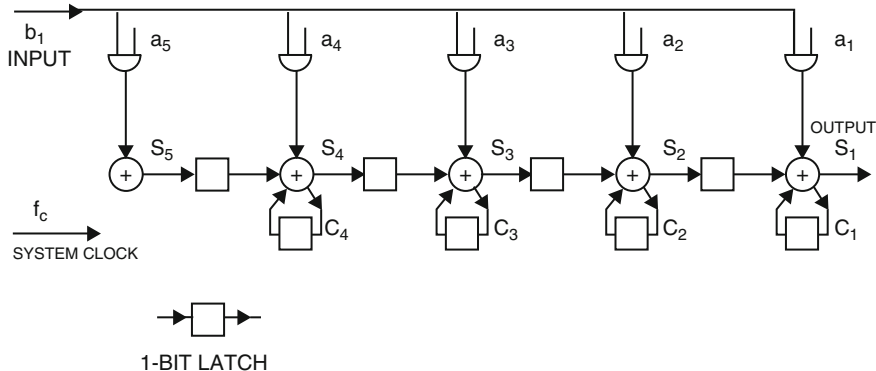 b1
INPUT
a5
a4
a3
a2
a1
OUTPUT
S5
S4
S3
S2
S1
+
+
+
+
+
fc
SYSTEM CLOCK
C4
C3
C2
C1
1-BIT LATCH